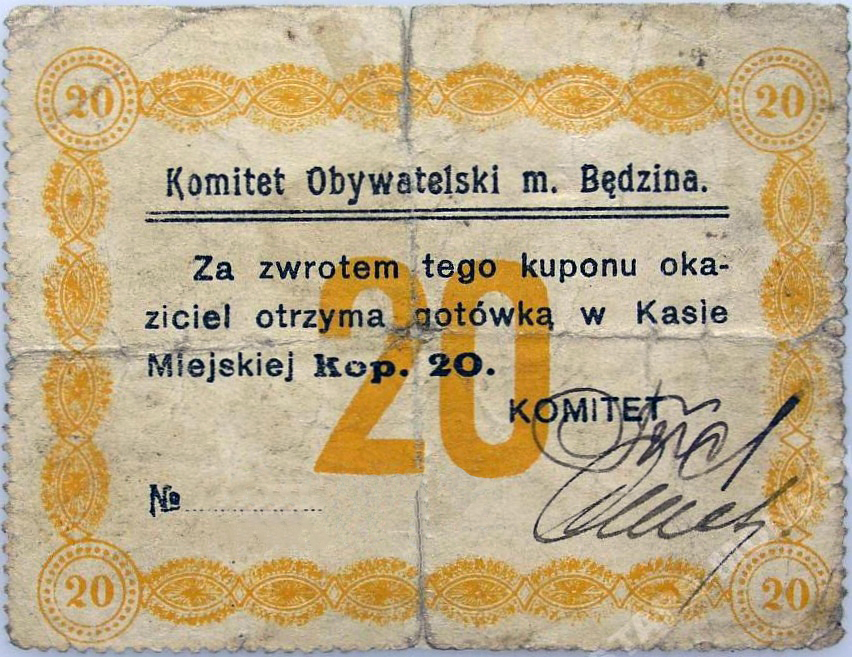 20 20
Komitet Obywatelski m. Będzina.
Za zwrotem tego kuponu oka-
ziciel otrzyma gotówką w Kasie
Miejskiej Kop. 20.
20
KOMITET
№
20 20